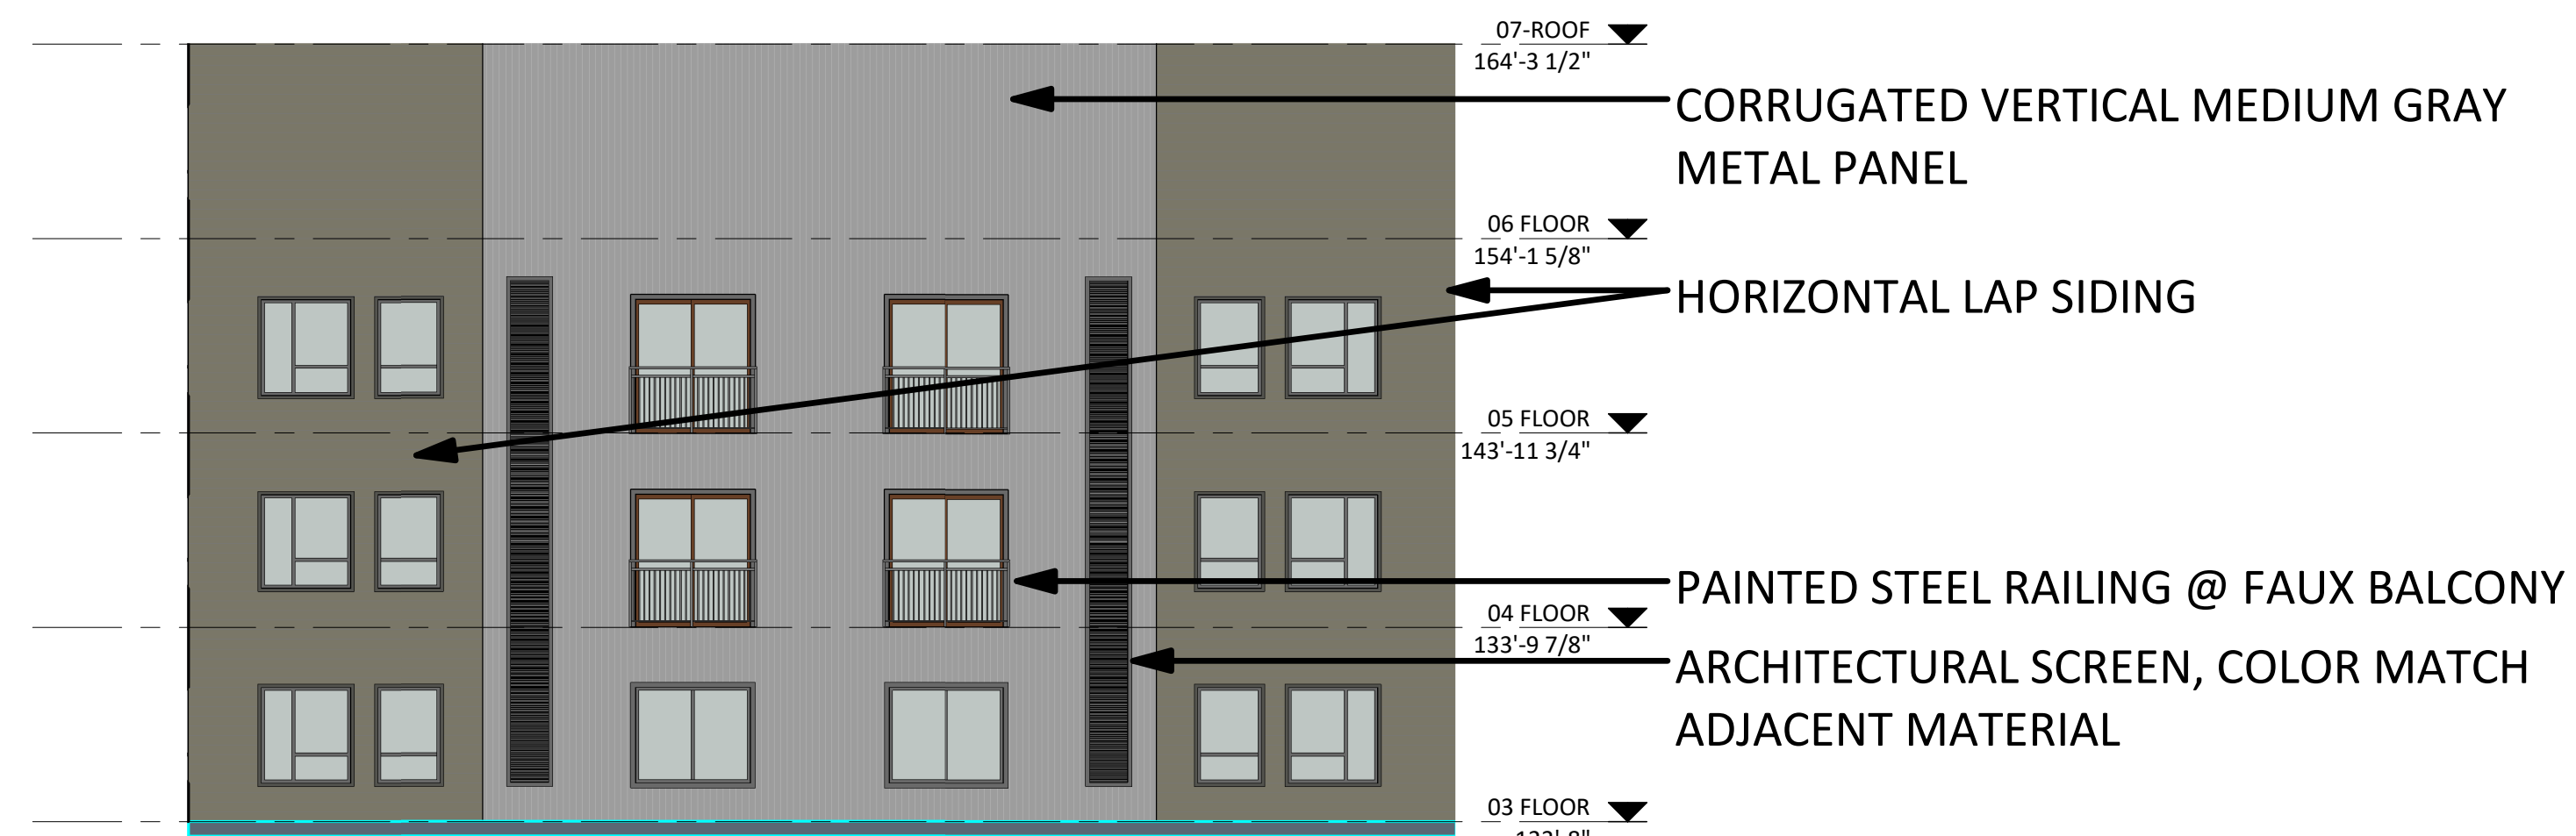 07-ROOF
164'-3 1/2"
CORRUGATED VERTICAL MEDIUM GRAY
METAL PANEL
06 FLOOR
154'-1 5/8"
HORIZONTAL LAP SIDING
05 FLOOR
143'-11 3/4"
PAINTED STEEL RAILING @ FAUX BALCONY
04 FLOOR
133'-9 7/8"
ARCHITECTURAL SCREEN, COLOR MATCH
ADJACENT MATERIAL
03 FLOOR